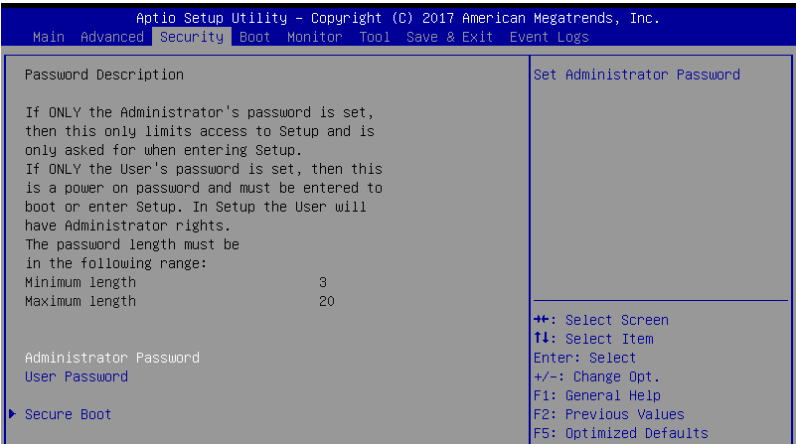 Aptio Setup Utility – Copyright (C) 2017 American Megatrends, Inc.
Main Advanced Security Boot Monitor Tool Save & Exit Event Logs
Password Description
If ONLY the Administrator's password is set,
then this only limits access to Setup and is
only asked for when entering Setup.
If ONLY the User's password is set, then this
is a power on password and must be entered to
boot or enter Setup. In Setup the User will
have Administrator rights.
The password length must be
in the following range:
Minimum length 3
Maximum length 20
Administrator Password
User Password
Secure Boot
Set Administrator Password
→←: Select Screen
↑↓: Select Item
Enter: Select
+/-: Change Opt.
F1: General Help
F2: Previous Values
F5: Optimized Defaults